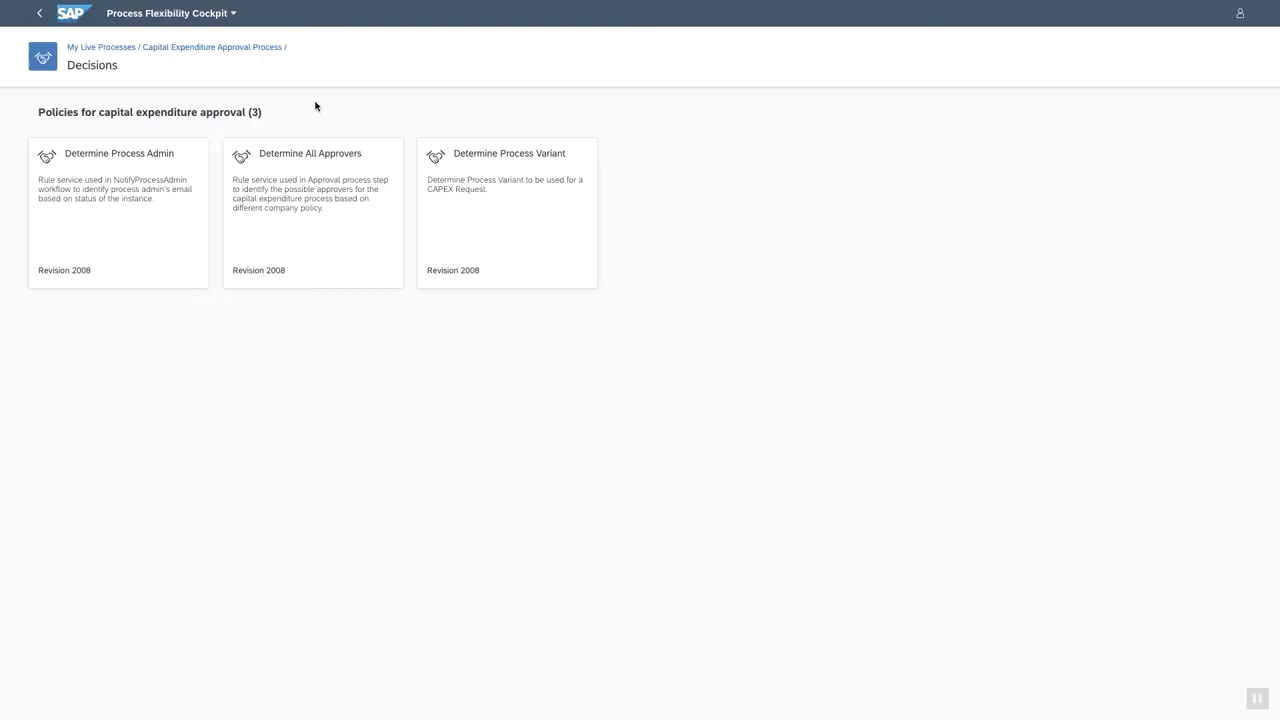 SAP Process Flexibility Cockpit
My Live Processes / Capital Expenditure Approval Process /
Decisions
Policies for capital expenditure approval (3)
Determine Process Admin
Rule service used in NotifyProcessAdmin
workflow to identify process admin's email
based on status of the instance.
Revision 2008
Determine All Approvers
Rule service used in Approval process step
to identify the possible approvers for the
capital expenditure process based on
different company policy.
Revision 2008
Determine Process Variant
Determine Process Variant to be used for a
CAPEX Request.
Revision 2008